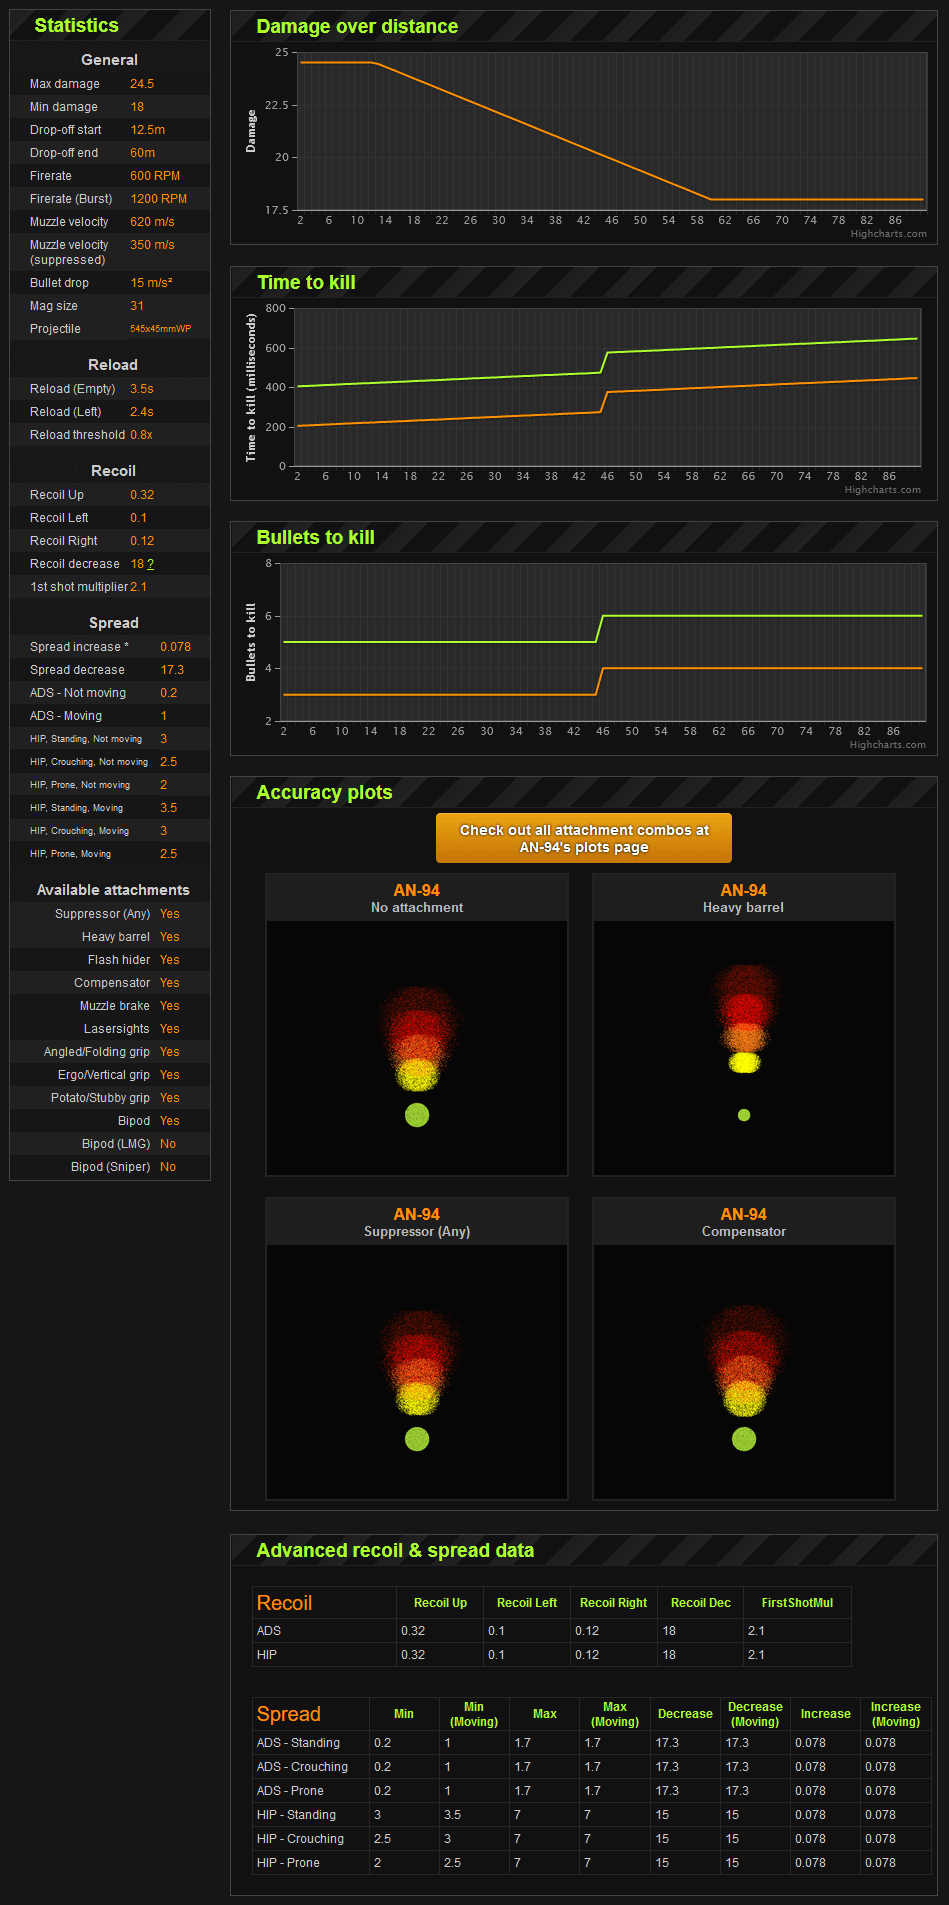 Statistics
General
Max damage 24.5
Min damage 18
Drop-off start 12.5m
Drop-off end 60m
Firerate 600 RPM
Firerate (Burst) 1200 RPM
Muzzle velocity 620 m/s
Muzzle velocity 350 m/s
(suppressed)
Bullet drop 15 m/s²
Mag size 31
Projectile 545x45mmWP
Reload
Reload (Empty) 3.5s
Reload (Left) 2.4s
Reload threshold 0.8x
Recoil
Recoil Up 0.32
Recoil Left 0.1
Recoil Right 0.12
Recoil decrease 18 ?
1st shot multiplier 2.1
Spread
Spread increase * 0.078
Spread decrease 17.3
ADS - Not moving 0.2
ADS - Moving 1
HIP, Standing, Not moving 3
HIP, Crouching, Not moving 2.5
HIP, Prone, Not moving 2
HIP, Standing, Moving 3.5
HIP, Crouching, Moving 3
HIP, Prone, Moving 2.5
Available attachments
Suppressor (Any) Yes
Heavy barrel Yes
Flash hider Yes
Compensator Yes
Muzzle brake Yes
Lasersights Yes
Angled/Folding grip Yes
Ergo/Vertical grip Yes
Potato/Stubby grip Yes
Bipod Yes
Bipod (LMG) No
Bipod (Sniper) No
Damage over distance
Damage
25
22.5
20
17.5
2 6 10 14 18 22 26 30 34 38 42 46 50 54 58 62 66 70 74 78 82 86
Highcharts.com
Time to kill
Time to kill (milliseconds)
800
600
400
200
0
2 6 10 14 18 22 26 30 34 38 42 46 50 54 58 62 66 70 74 78 82 86
Highcharts.com
Bullets to kill
Bullets to kill
8
6
4
2
2 6 10 14 18 22 26 30 34 38 42 46 50 54 58 62 66 70 74 78 82 86
Highcharts.com
Accuracy plots
Check out all attachment combos at
AN-94's plots page
AN-94
No attachment
AN-94
Heavy barrel
AN-94
Suppressor (Any)
AN-94
Compensator
Advanced recoil & spread data
Recoil Recoil Up Recoil Left Recoil Right Recoil Dec FirstShotMul
ADS 0.32 0.1 0.12 18 2.1
HIP 0.32 0.1 0.12 18 2.1
Spread Min Min (Moving) Max Max (Moving) Decrease Decrease (Moving) Increase Increase (Moving)
ADS - Standing 0.2 1 1.7 1.7 17.3 17.3 0.078 0.078
ADS - Crouching 0.2 1 1.7 1.7 17.3 17.3 0.078 0.078
ADS - Prone 0.2 1 1.7 1.7 17.3 17.3 0.078 0.078
HIP - Standing 3 3.5 7 7 15 15 0.078 0.078
HIP - Crouching 2.5 3 7 7 15 15 0.078 0.078
HIP - Prone 2 2.5 7 7 15 15 0.078 0.078